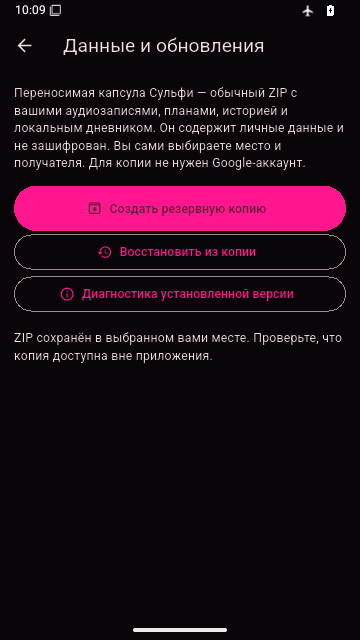 10:09
Данные и обновления
Переносимая капсула Сульфи — обычный ZIP с
вашими аудиозаписями, планами, историей и
локальным дневником. Он содержит личные данные и
не зашифрован. Вы сами выбираете место и
получателя. Для копии не нужен Google-аккаунт.
Создать резервную копию
Восстановить из копии
Диагностика установленной версии
ZIP сохранён в выбранном вами месте. Проверьте, что
копия доступна вне приложения.